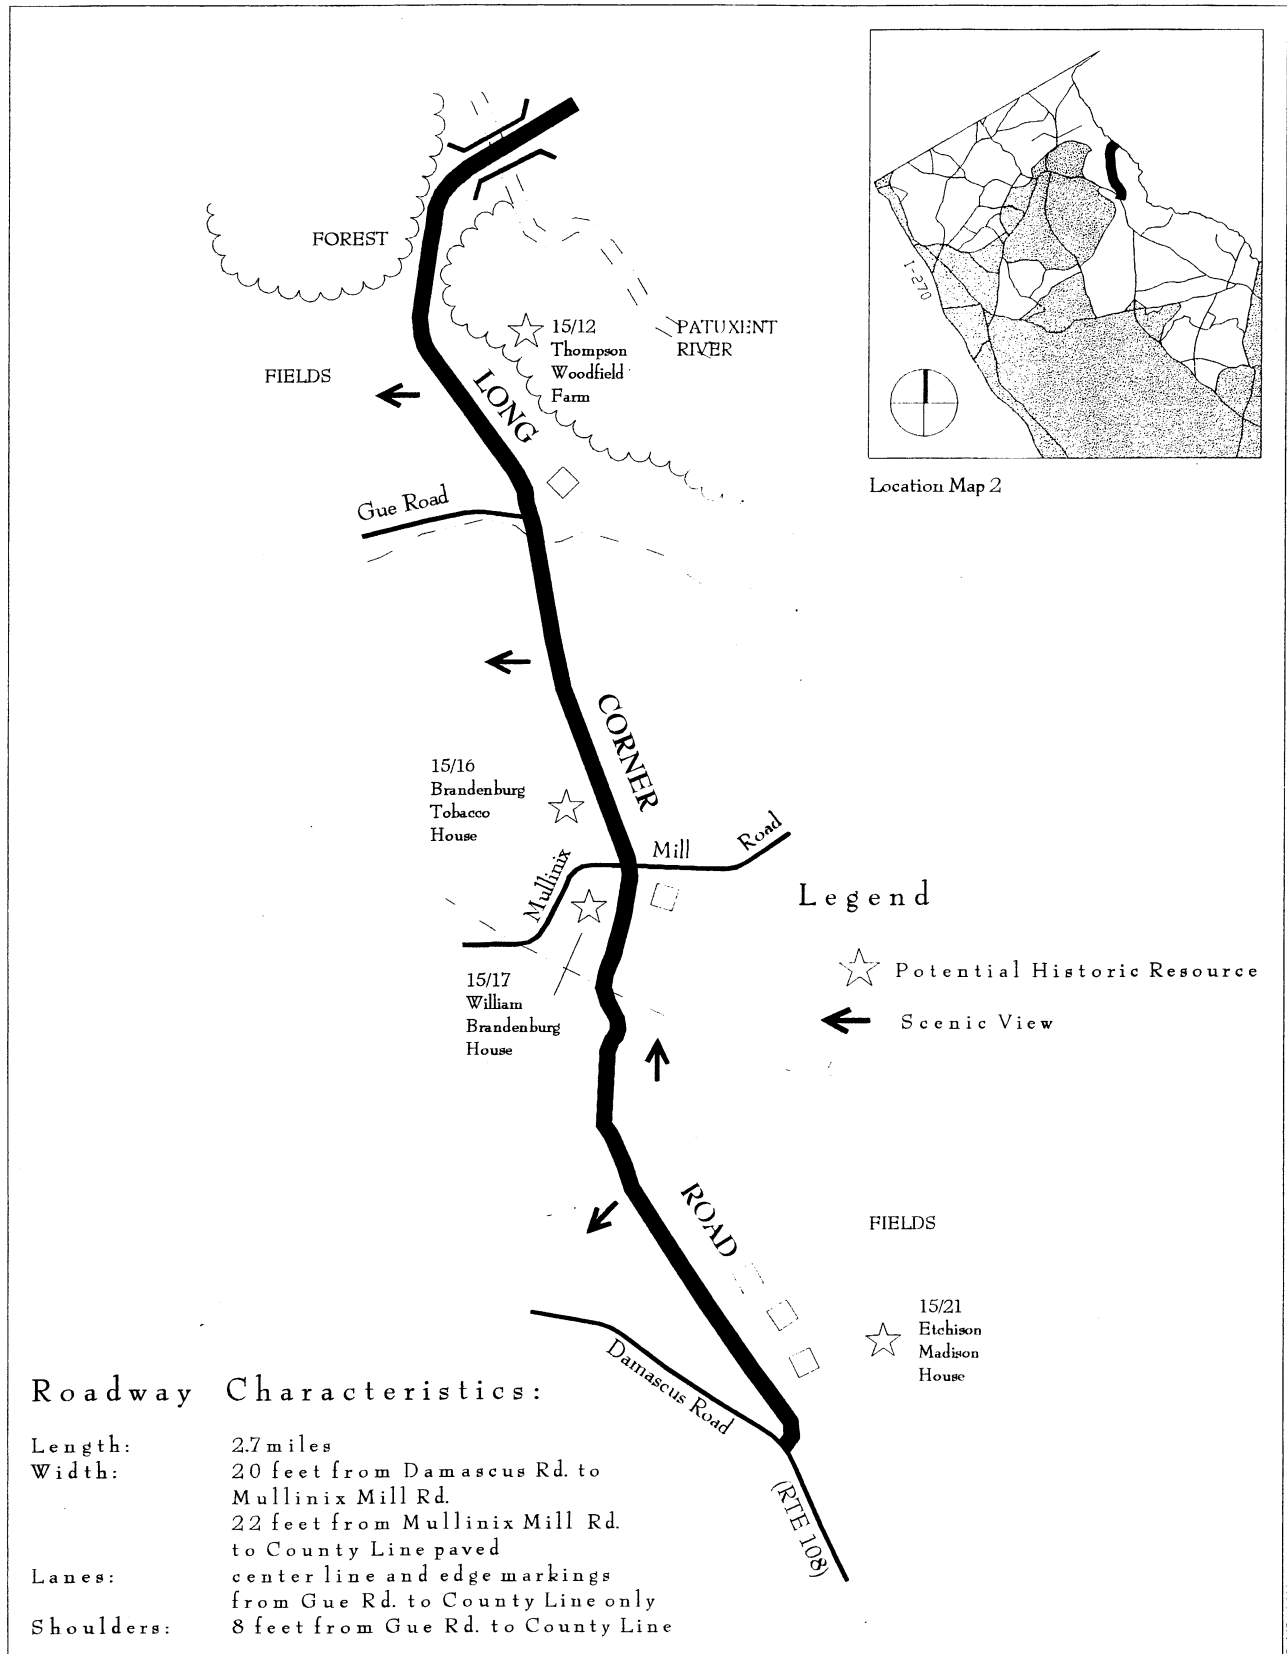 FOREST
15/12
Thompson
Woodfield
Farm
PATUXENT
RIVER
FIELDS
LONG
Gue Road
I-270
Location Map 2
CORNER
15/16
Brandenburg
Tobacco
House
Mullinix
Mill
Road
Legend
Potential Historic Resource
Scenic View
15/17
William
Brandenburg
House
ROAD
FIELDS
15/21
Etchison
Madison
House
Damascus Road
(RTE 108)
Roadway Characteristics:
Length: 2.7 miles
Width: 20 feet from Damascus Rd. to
Mullinix Mill Rd.
22 feet from Mullinix Mill Rd.
to County Line paved
Lanes: center line and edge markings
from Gue Rd. to County Line only
Shoulders: 8 feet from Gue Rd. to County Line